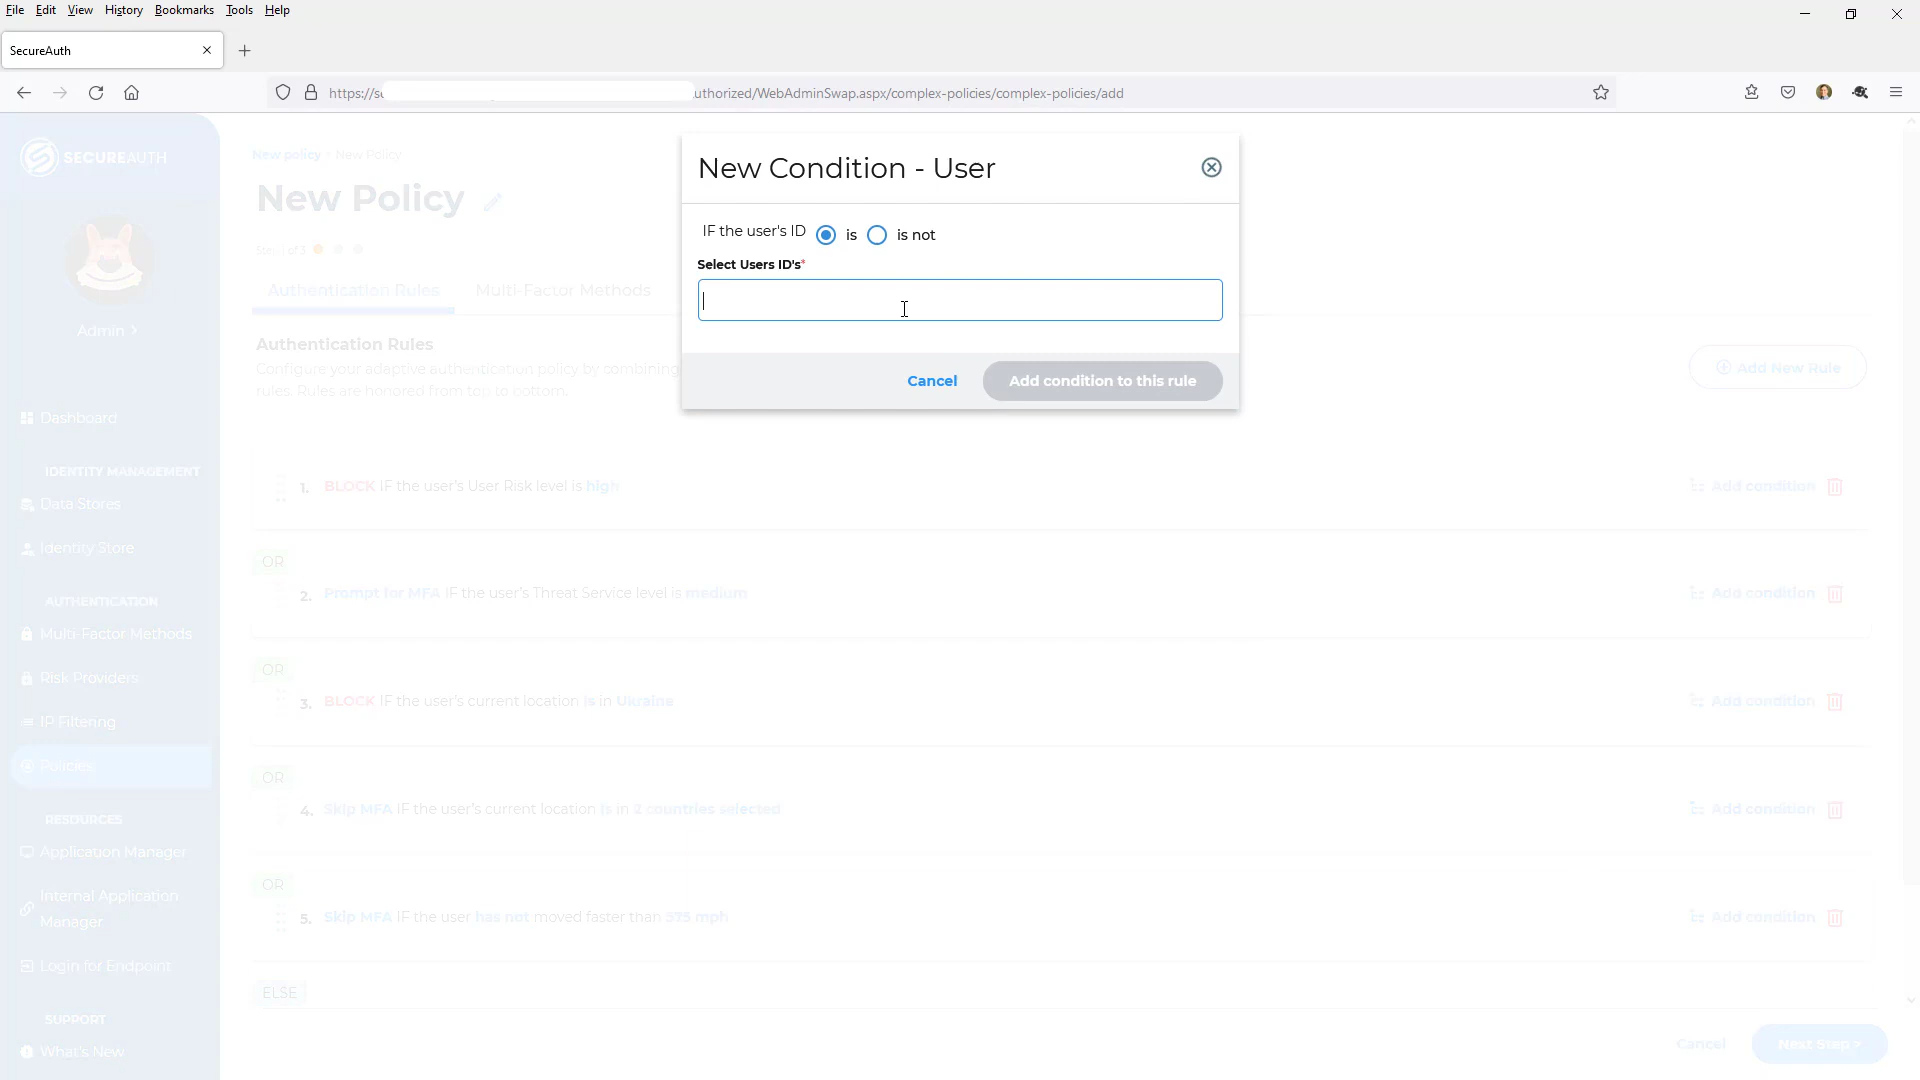 File Edit View History Bookmarks Tools Help
SecureAuth
https://se uthorized/WebAdminSwap.aspx/complex-policies/complex-policies/add
SECUREAUTH
Admin >
Dashboard
IDENTITY MANAGEMENT
Data Stores
Identity Store
AUTHENTICATION
Multi-Factor Methods
Risk Providers
IP Filtering
Policies
RESOURCES
Application Manager
Internal Application
Manager
Login for Endpoint
SUPPORT
What's New
New policy > New Policy
New Policy
Step 1 of 3
Authentication Rules Multi-Factor Methods
Authentication Rules
Configure your adaptive authentication policy by combining
rules. Rules are honored from top to bottom.
Add New Rule
New Condition - User
IF the user's ID is is not
Select Users ID's*
Cancel Add condition to this rule
1. BLOCK IF the user's User Risk level is high Add condition
OR
2. Prompt for MFA IF the user's Threat Service level is medium Add condition
OR
3. BLOCK IF the user's current location is in Ukraine Add condition
OR
4. Skip MFA IF the user's current location is in 2 countries selected Add condition
OR
5. Skip MFA IF the user has not moved faster than 575 mph Add condition
ELSE
Cancel Next Step >